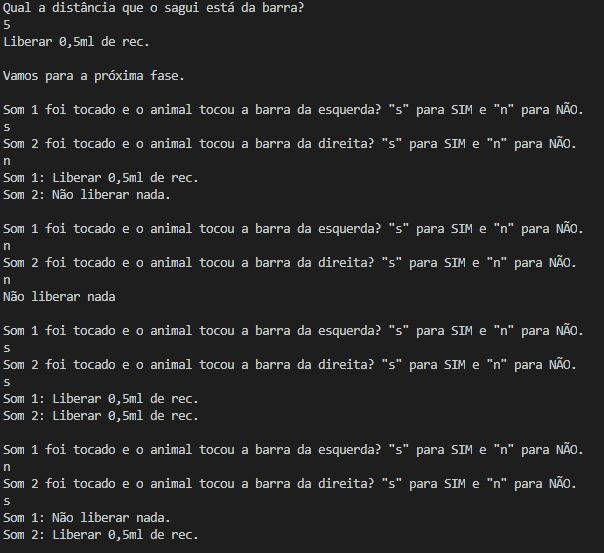 Qual a distância que o sagui está da barra?
5
Liberar 0,5ml de rec.
Vamos para a próxima fase.
Som 1 foi tocado e o animal tocou a barra da esquerda? "s" para SIM e "n" para NÃO.
s
Som 2 foi tocado e o animal tocou a barra da direita? "s" para SIM e "n" para NÃO.
n
Som 1: Liberar 0,5ml de rec.
Som 2: Não liberar nada.
Som 1 foi tocado e o animal tocou a barra da esquerda? "s" para SIM e "n" para NÃO.
n
Som 2 foi tocado e o animal tocou a barra da direita? "s" para SIM e "n" para NÃO.
n
Não liberar nada
Som 1 foi tocado e o animal tocou a barra da esquerda? "s" para SIM e "n" para NÃO.
s
Som 2 foi tocado e o animal tocou a barra da direita? "s" para SIM e "n" para NÃO.
s
Som 1: Liberar 0,5ml de rec.
Som 2: Liberar 0,5ml de rec.
Som 1 foi tocado e o animal tocou a barra da esquerda? "s" para SIM e "n" para NÃO.
n
Som 2 foi tocado e o animal tocou a barra da direita? "s" para SIM e "n" para NÃO.
s
Som 1: Não liberar nada.
Som 2: Liberar 0,5ml de rec.